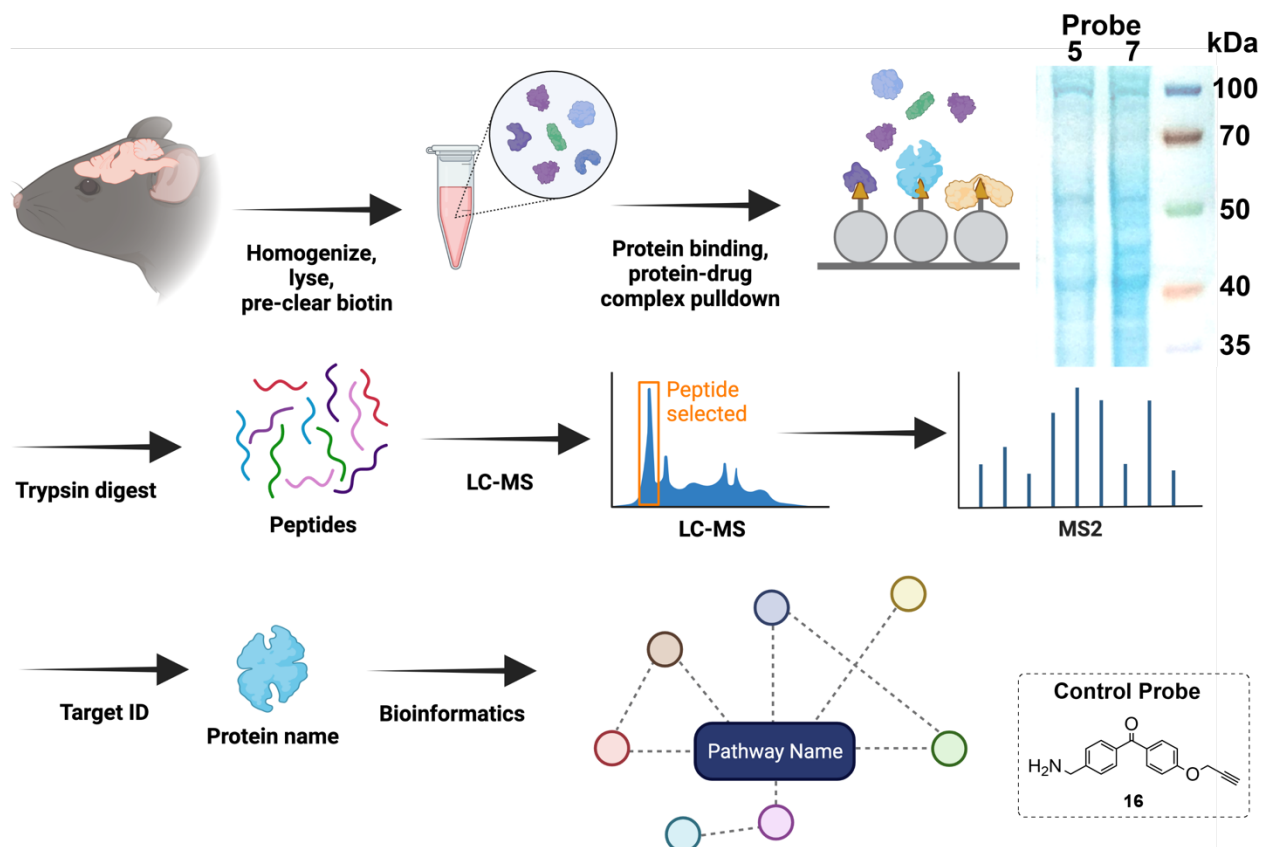 Probe
5 7 kDa
100
70
50
40
35
Homogenize,
lyse,
pre-clear biotin
Protein binding,
protein-drug
complex pulldown
Trypsin digest
Peptides
LC-MS
Peptide
selected
LC-MS
MS2
Target ID
Protein name
Bioinformatics
Pathway Name
Control Probe
O
H₂N
O
16